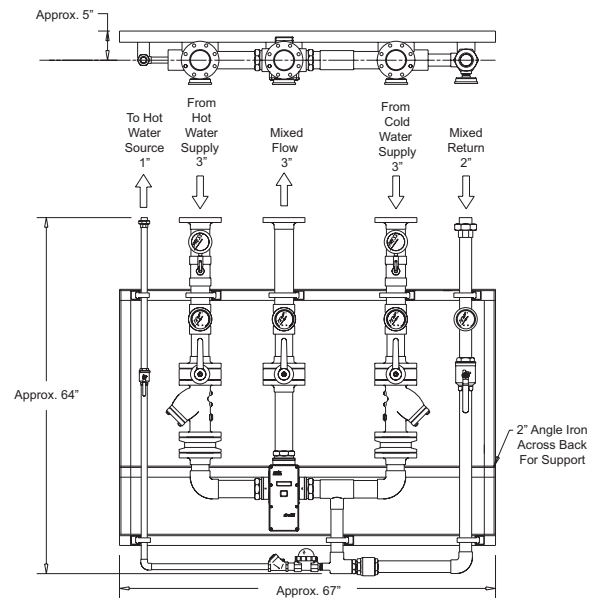 Approx. 5”
To Hot
Water
Source
1”
From
Hot
Water
Supply
3”
Mixed
Flow
3”
From
Cold
Water
Supply
3”
Mixed
Return
2”
Approx. 64”
2” Angle Iron
Across Back
For Support
Approx. 67”